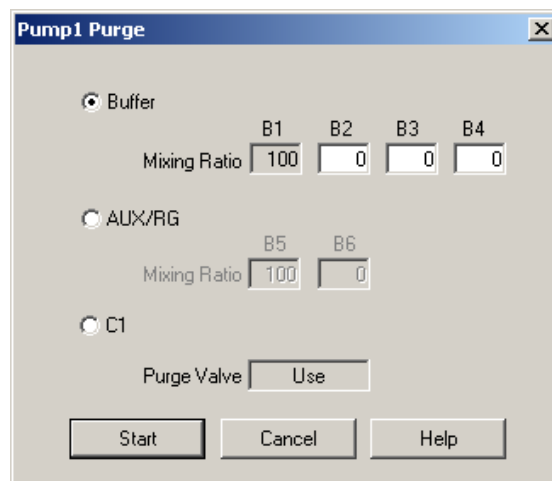 Pump1 Purge
Buffer
B1 B2 B3 B4
Mixing Ratio 100 0 0 0
AUX/RG
B5 B6
Mixing Ratio 100 0
C1
Purge Valve Use
Start Cancel Help